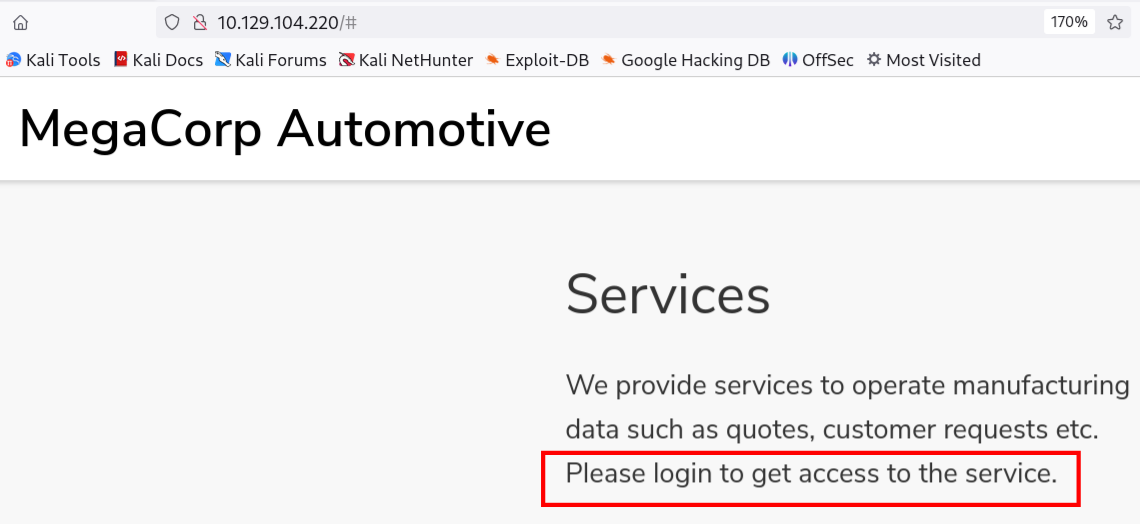 10.129.104.220/#
170%
Kali Tools Kali Docs Kali Forums Kali NetHunter Exploit-DB Google Hacking DB OffSec Most Visited
MegaCorp Automotive
Services
We provide services to operate manufacturing
data such as quotes, customer requests etc.
Please login to get access to the service.